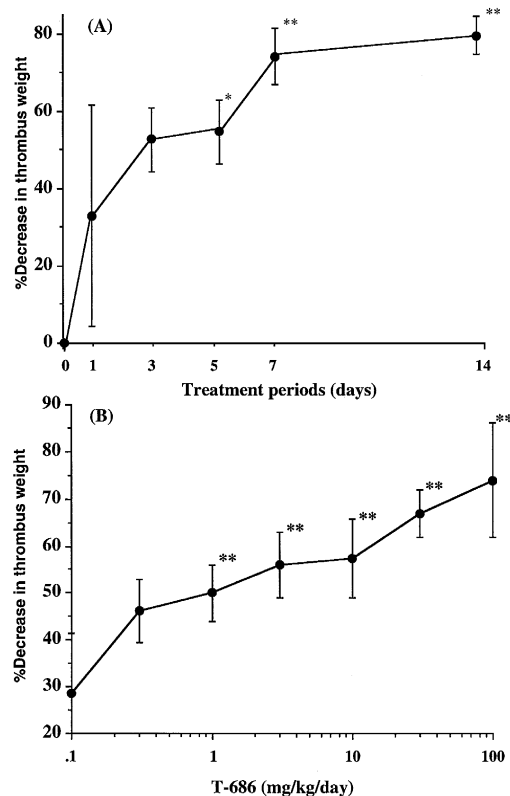 (A)
**
**
*
80
60
40
20
0
%Decrease in thrombus weight
0 1 3 5 7 14
Treatment periods (days)
(B)
**
**
**
**
**
90
80
70
60
50
40
30
20
%Decrease in thrombus weight
.1 1 10 100
T-686 (mg/kg/day)